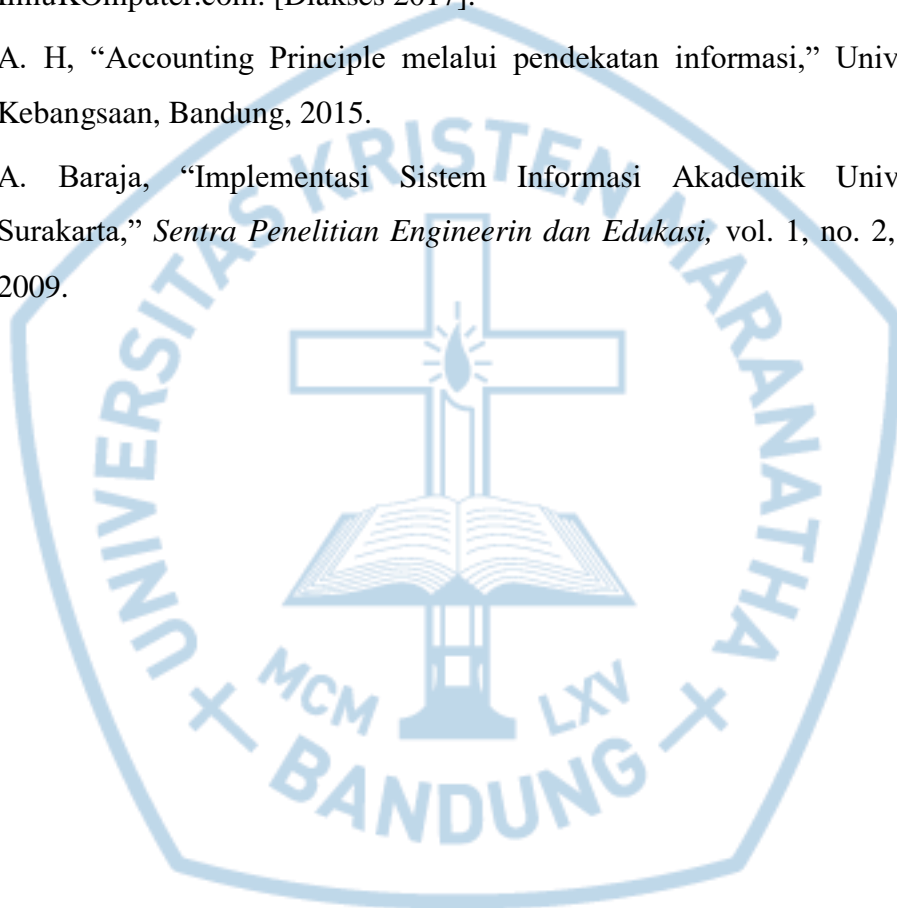 IlmuKOmputer.com. [Diakses 2017].
A. H, “Accounting Principle melalui pendekatan informasi,” Univ
Kebangsaan, Bandung, 2015.
A. Baraja, “Implementasi Sistem Informasi Akademik Univ
Surakarta,” Sentra Penelitian Engineerin dan Edukasi, vol. 1, no. 2,
2009.
UNIVERSITAS KRISTEN MARANATHA
MCM LXV
BANDUNG